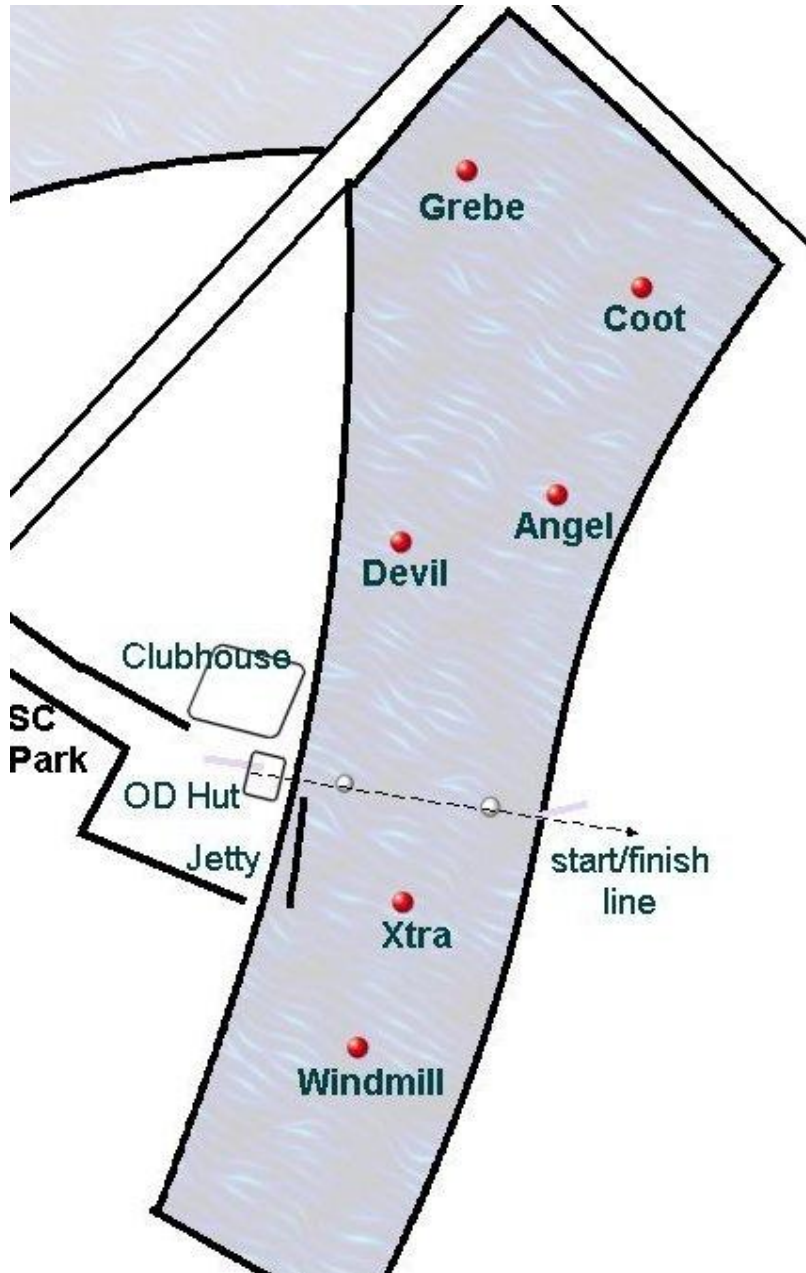 Grebe
Coot
Angel
Devil
Clubhouse
SC
Park
OD Hut
Jetty
start/finish
line
Xtra
Windmill